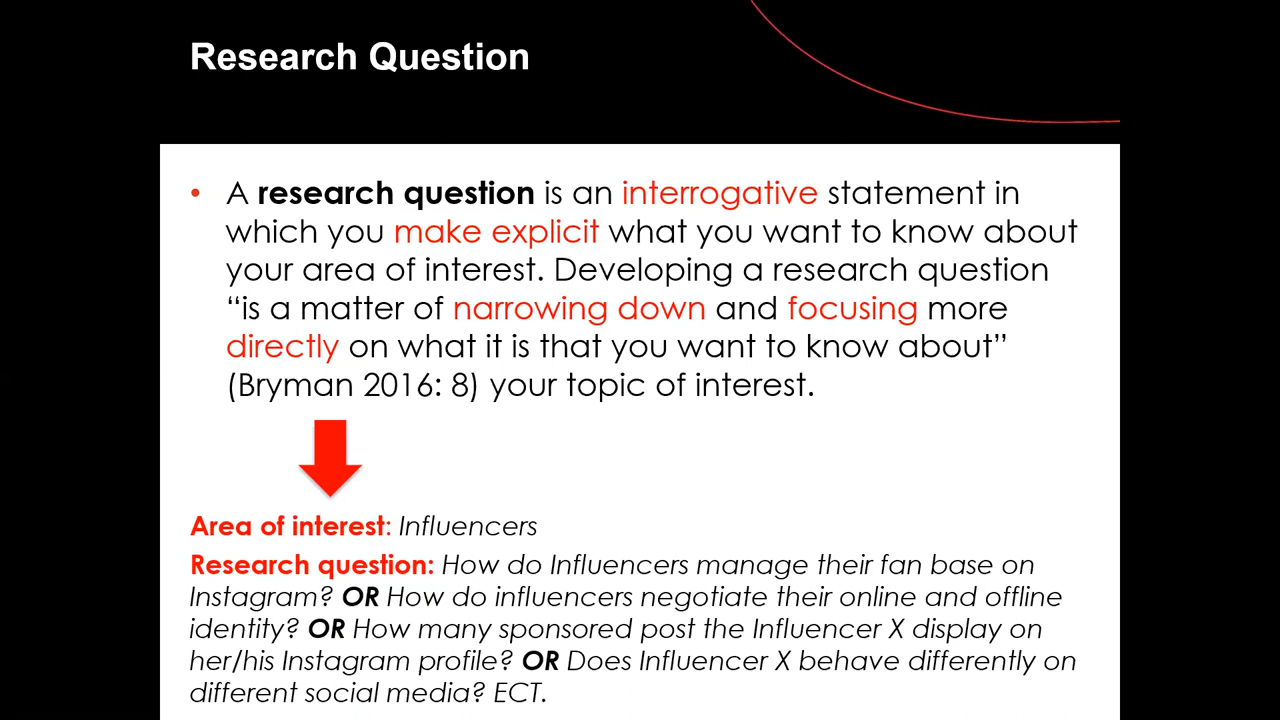 Research Question
• A research question is an interrogative statement in
which you make explicit what you want to know about
your area of interest. Developing a research question
“is a matter of narrowing down and focusing more
directly on what it is that you want to know about”
(Bryman 2016: 8) your topic of interest.
Area of interest: Influencers
Research question: How do Influencers manage their fan base on
Instagram? OR How do influencers negotiate their online and offline
identity? OR How many sponsored post the Influencer X display on
her/his Instagram profile? OR Does Influencer X behave differently on
different social media? ECT.